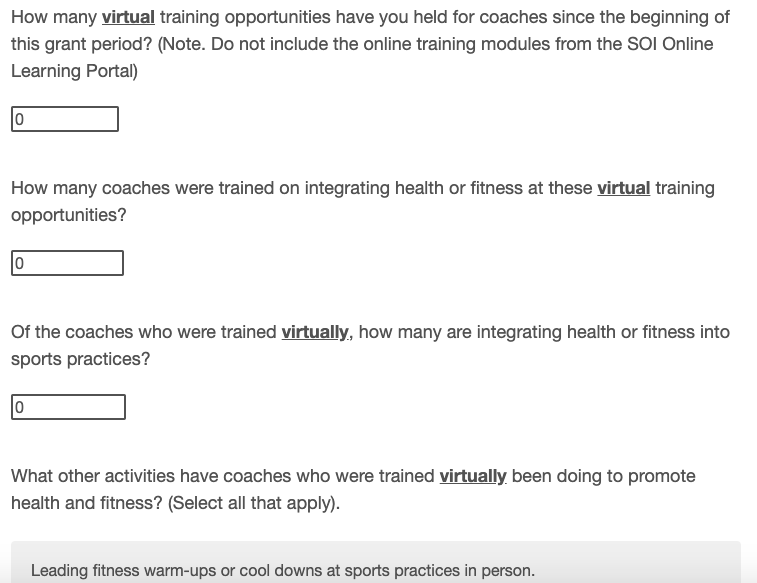 How many virtual training opportunities have you held for coaches since the beginning of
this grant period? (Note. Do not include the online training modules from the SOI Online
Learning Portal)
0
How many coaches were trained on integrating health or fitness at these virtual training
opportunities?
0
Of the coaches who were trained virtually, how many are integrating health or fitness into
sports practices?
0
What other activities have coaches who were trained virtually been doing to promote
health and fitness? (Select all that apply).
Leading fitness warm-ups or cool downs at sports practices in person.